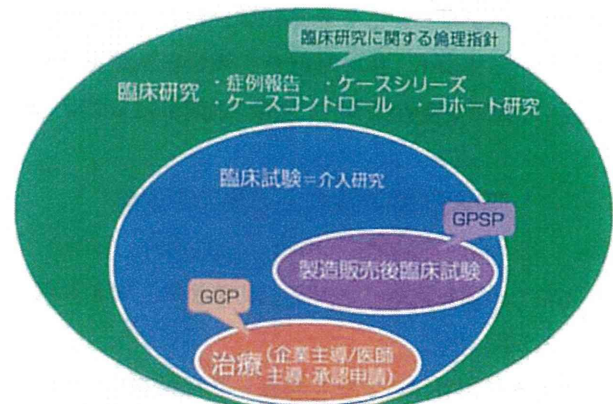 臨床研究に関する倫理指針
臨床研究 ・症例報告 ・ケースシリーズ
・ケースコントロール ・コホート研究
臨床試験=介入研究
GPSP
製造販売後臨床試験
GCP
治療(企業主導/医師
主導・承認申請)